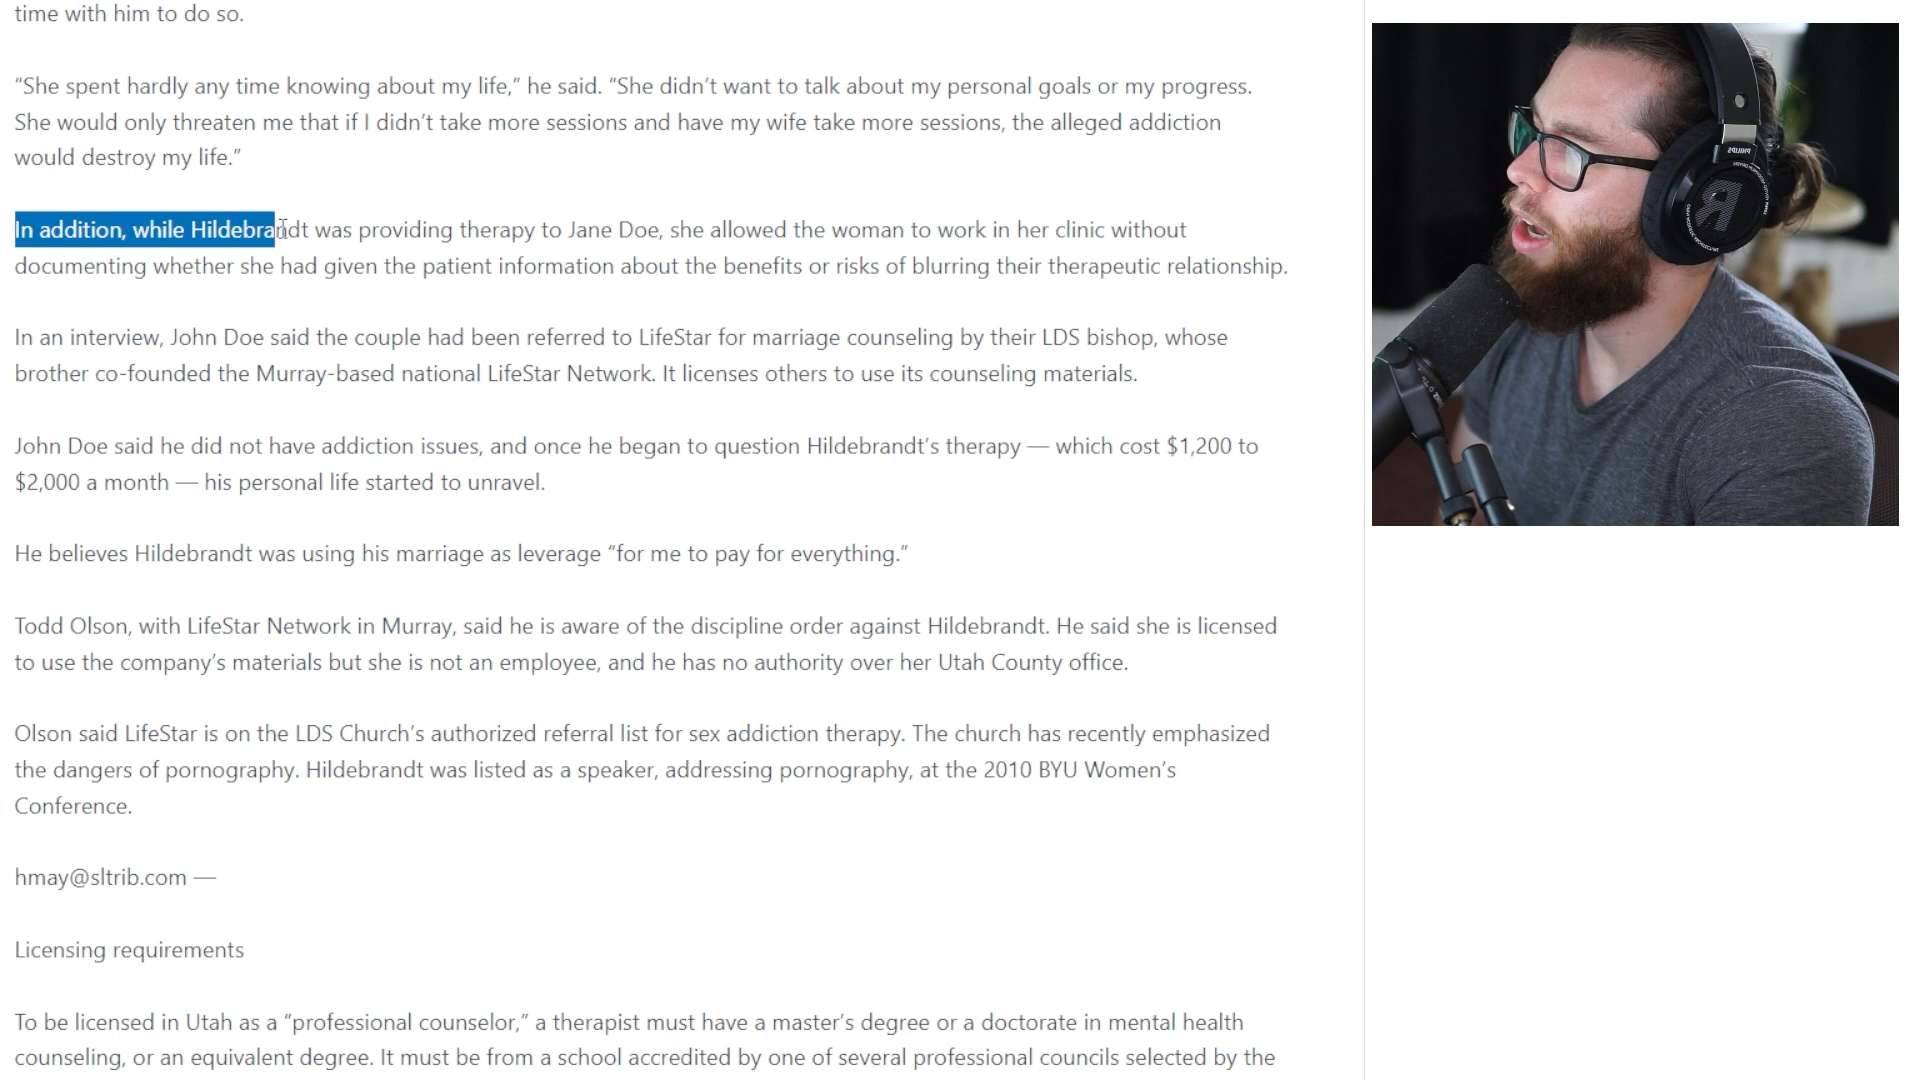 time with him to do so.
“She spent hardly any time knowing about my life,” he said. “She didn’t want to talk about my personal goals or my progress.
She would only threaten me that if I didn’t take more sessions and have my wife take more sessions, the alleged addiction
would destroy my life.”
In addition, while Hildebrandt was providing therapy to Jane Doe, she allowed the woman to work in her clinic without
documenting whether she had given the patient information about the benefits or risks of blurring their therapeutic relationship.
In an interview, John Doe said the couple had been referred to LifeStar for marriage counseling by their LDS bishop, whose
brother co-founded the Murray-based national LifeStar Network. It licenses others to use its counseling materials.
John Doe said he did not have addiction issues, and once he began to question Hildebrandt’s therapy — which cost $1,200 to
$2,000 a month — his personal life started to unravel.
He believes Hildebrandt was using his marriage as leverage “for me to pay for everything.”
Todd Olson, with LifeStar Network in Murray, said he is aware of the discipline order against Hildebrandt. He said she is licensed
to use the company’s materials but she is not an employee, and he has no authority over her Utah County office.
Olson said LifeStar is on the LDS Church’s authorized referral list for sex addiction therapy. The church has recently emphasized
the dangers of pornography. Hildebrandt was listed as a speaker, addressing pornography, at the 2010 BYU Women’s
Conference.
hmay@sltrib.com —
Licensing requirements
To be licensed in Utah as a “professional counselor,” a therapist must have a master’s degree or a doctorate in mental health
counseling, or an equivalent degree. It must be from a school accredited by one of several professional councils selected by the
PHILIPS